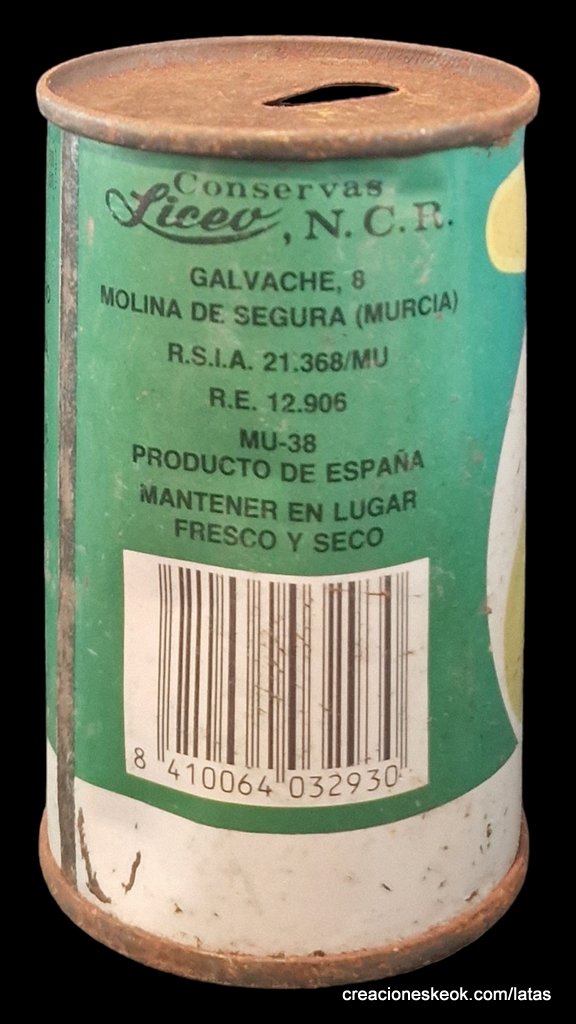 Conservas
Liceo, N.C.R.
GALVACHE, 8
MOLINA DE SEGURA (MURCIA)
R.S.I.A. 21.368/MU
R.E. 12.906
MU-38
PRODUCTO DE ESPAÑA
MANTENER EN LUGAR
FRESCO Y SECO
8 410064 032930
creacioneskeok.com/latas